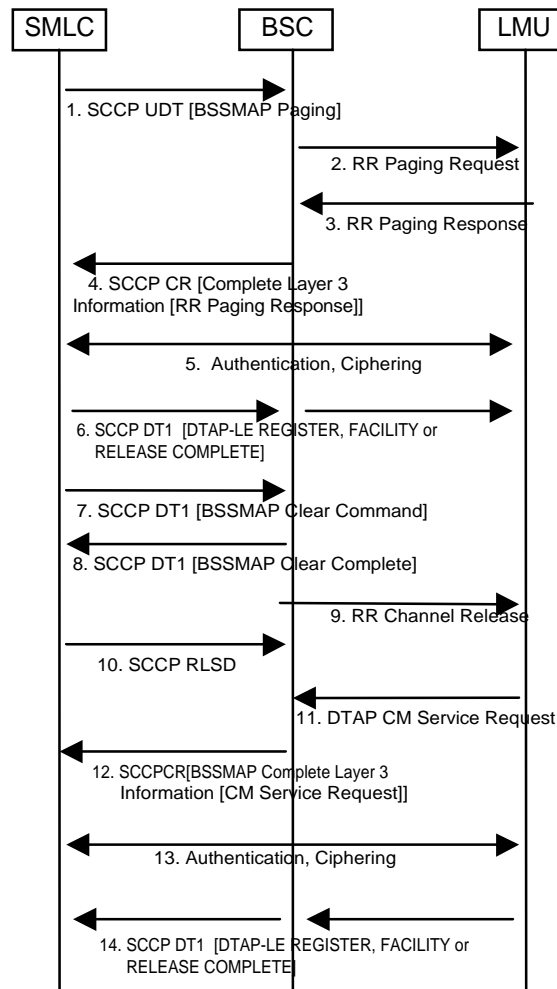 SMLC
BSC
LMU
1. SCCP UDT [BSSMAP Paging]
2. RR Paging Request
3. RR Paging Response
4. SCCP CR [Complete Layer 3
Information [RR Paging Response]]
5. Authentication, Ciphering
6. SCCP DT1 [DTAP-LE REGISTER, FACILITY or
RELEASE COMPLETE]
7. SCCP DT1 [BSSMAP Clear Command]
8. SCCP DT1 [BSSMAP Clear Complete]
9. RR Channel Release
10. SCCP RLSD
11. DTAP CM Service Request
12. SCCPCR[BSSMAP Complete Layer 3
Information [CM Service Request]]
13. Authentication, Ciphering
14. SCCP DT1 [DTAP-LE REGISTER, FACILITY or
RELEASE COMPLETE]